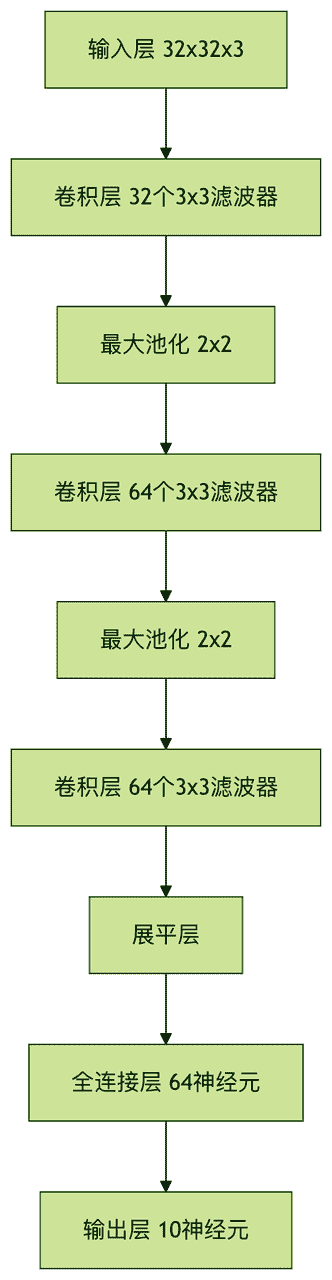 输入层 32x32x3
卷积层 32个3x3滤波器
最大池化 2x2
卷积层 64个3x3滤波器
最大池化 2x2
卷积层 64个3x3滤波器
展平层
全连接层 64神经元
输出层 10神经元